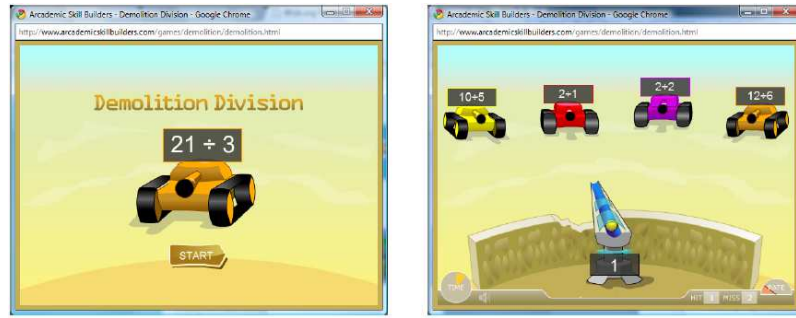 Arcademic Skill Builders - Demolition Division - Google Chrome
http://www.arcademicskillbuilders.com/games/demolition/demolition.html
Demolition Division
21 ÷ 3
START
Arcademic Skill Builders - Demolition Division - Google Chrome
http://www.arcademicskillbuilders.com/games/demolition/demolition.html
10÷5
2÷1
2÷2
12÷6
1
TIME
HIT 3 MISS 2
RATE